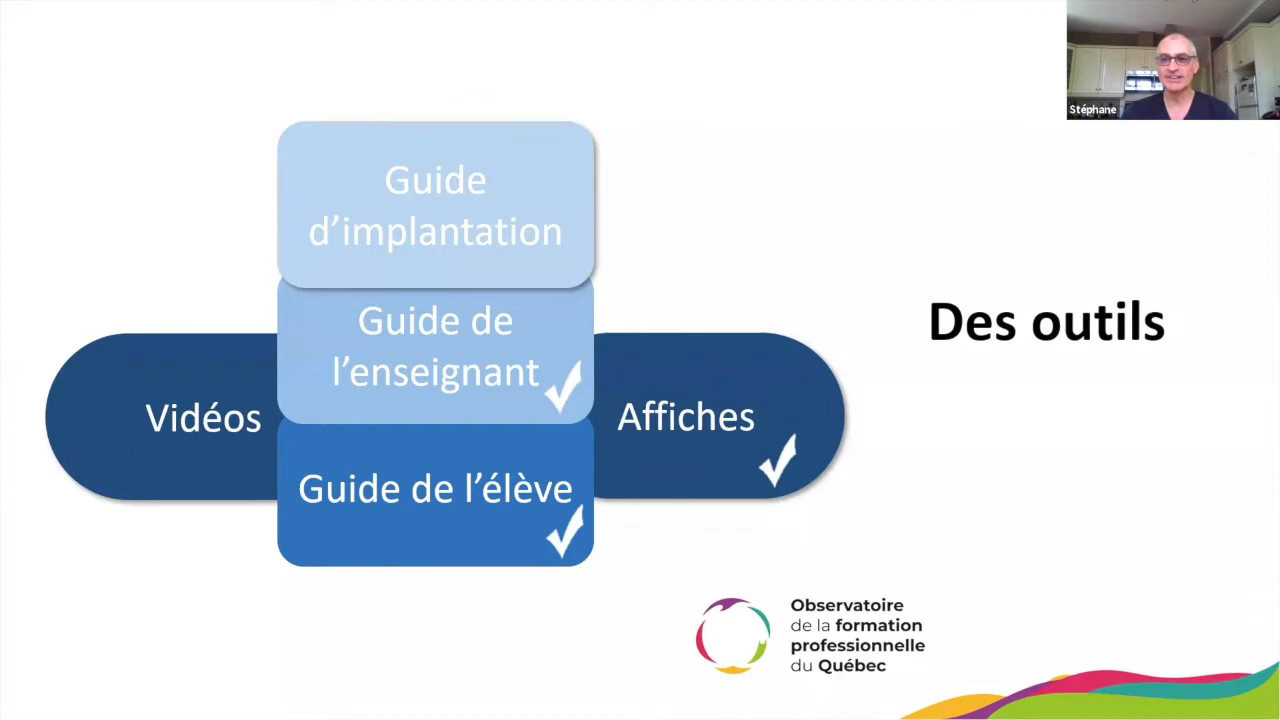 Stéphane
Guide
d’implantation
Guide de
l’enseignant
Vidéos
Affiches
Guide de l’élève
Des outils
Observatoire
de la formation
professionnelle
du Québec